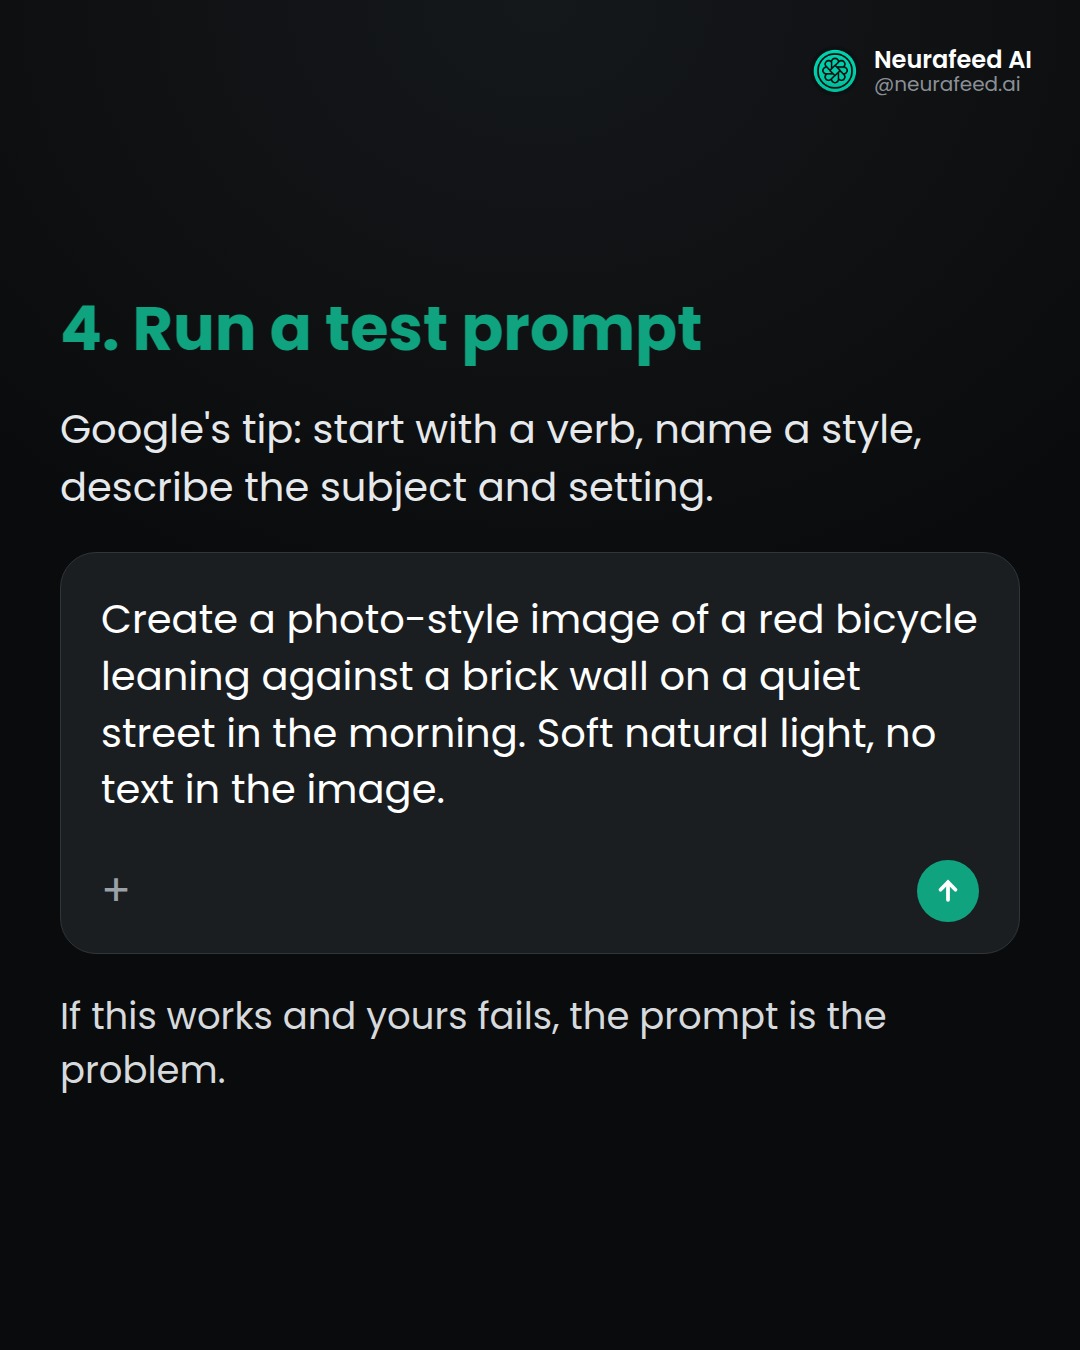 Neurafeed AI
@neurafeed.ai
4. Run a test prompt
Google's tip: start with a verb, name a style,
describe the subject and setting.
Create a photo-style image of a red bicycle
leaning against a brick wall on a quiet
street in the morning. Soft natural light, no
text in the image.
+
If this works and yours fails, the prompt is the
problem.